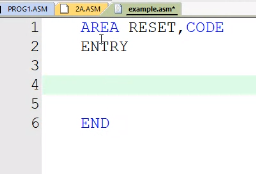 PROG1.ASM 2A.ASM example.asm*
1 AREA RESET,CODE
2 ENTRY
3
4
5
6 END